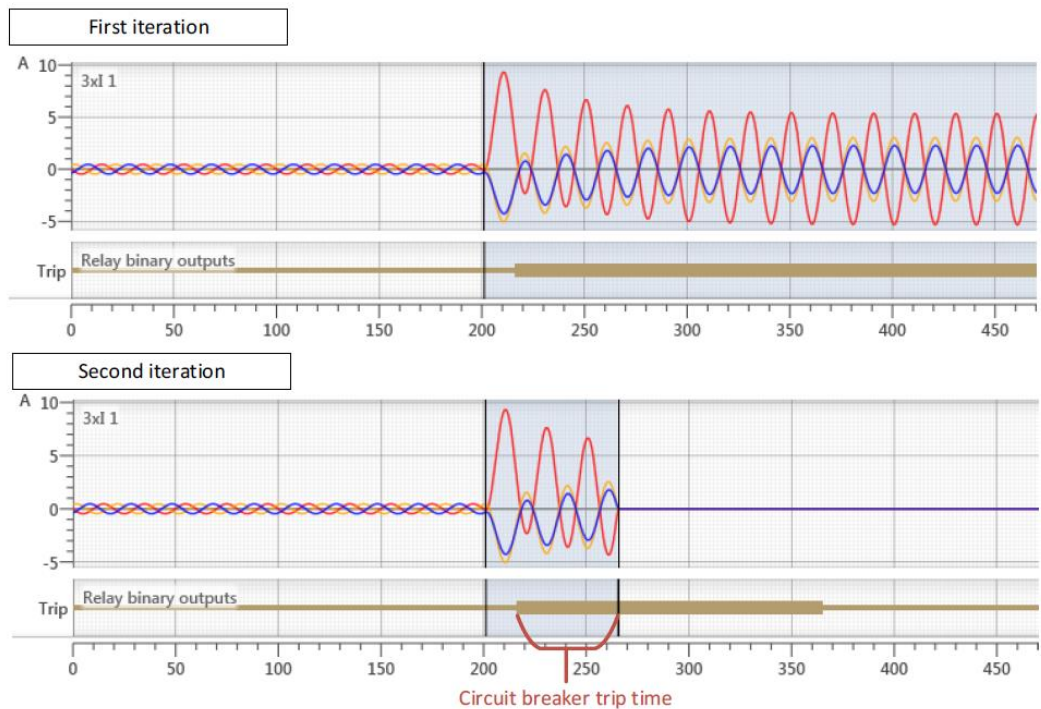 First iteration
A 10
3xI 1
5
0
-5
Relay binary outputs
Trip
0 50 100 150 200 250 300 350 400 450
Second iteration
A 10
3xI 1
5
0
-5
Relay binary outputs
Trip
0 50 100 150 200 250 300 350 400 450
Circuit breaker trip time